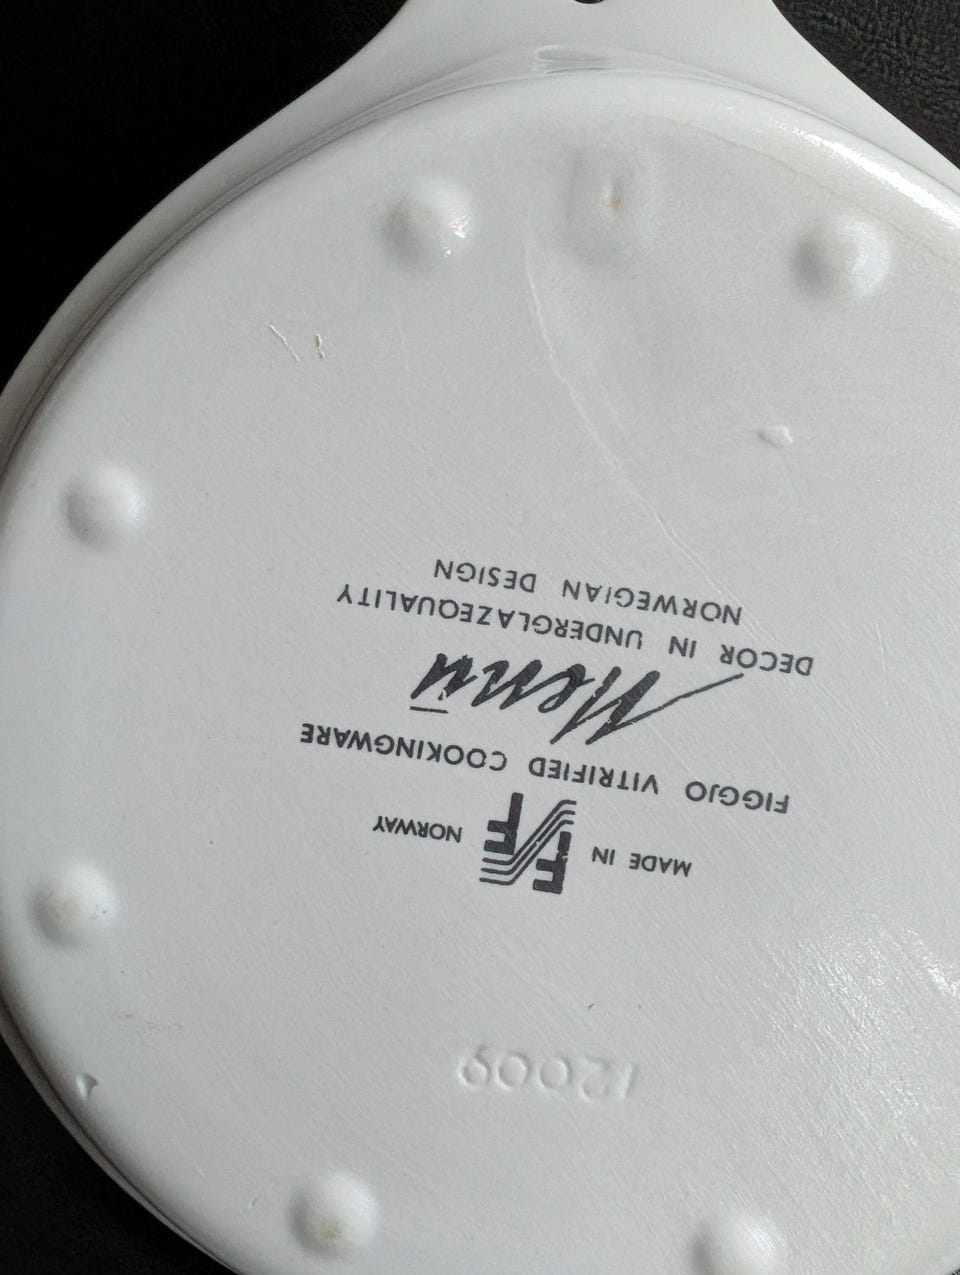 MADE IN FF NORWAY
FIGGJO VITRIFIED COOKINGWARE
Menu
DECOR IN UNDERGLAZEQUALITY
NORWEGIAN DESIGN
12009